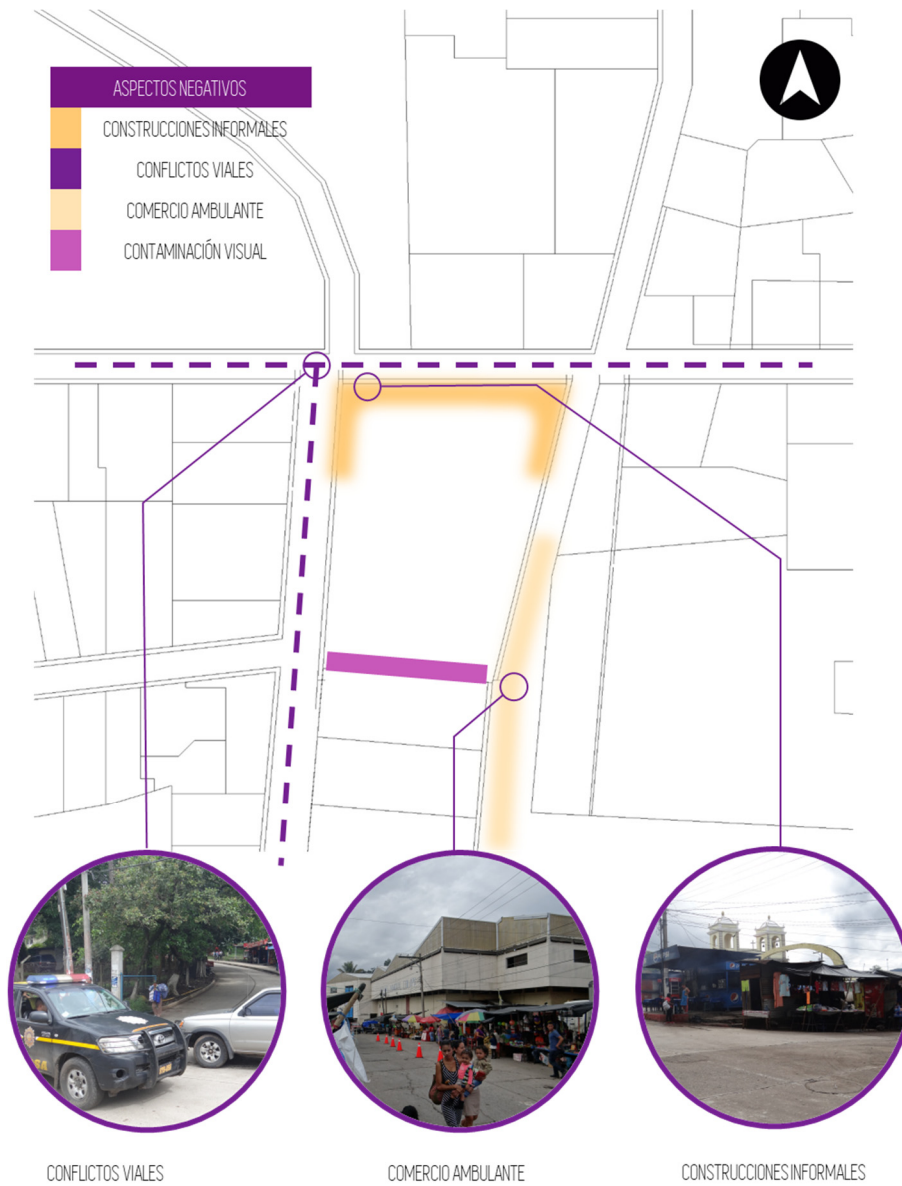 ASPECTOS NEGATIVOS
CONSTRUCCIONES INFORMALES
CONFLICTOS VIALES
COMERCIO AMBULANTE
CONTAMINACIÓN VISUAL
CONFLICTOS VIALES
COMERCIO AMBULANTE
CONSTRUCCIONES INFORMALES